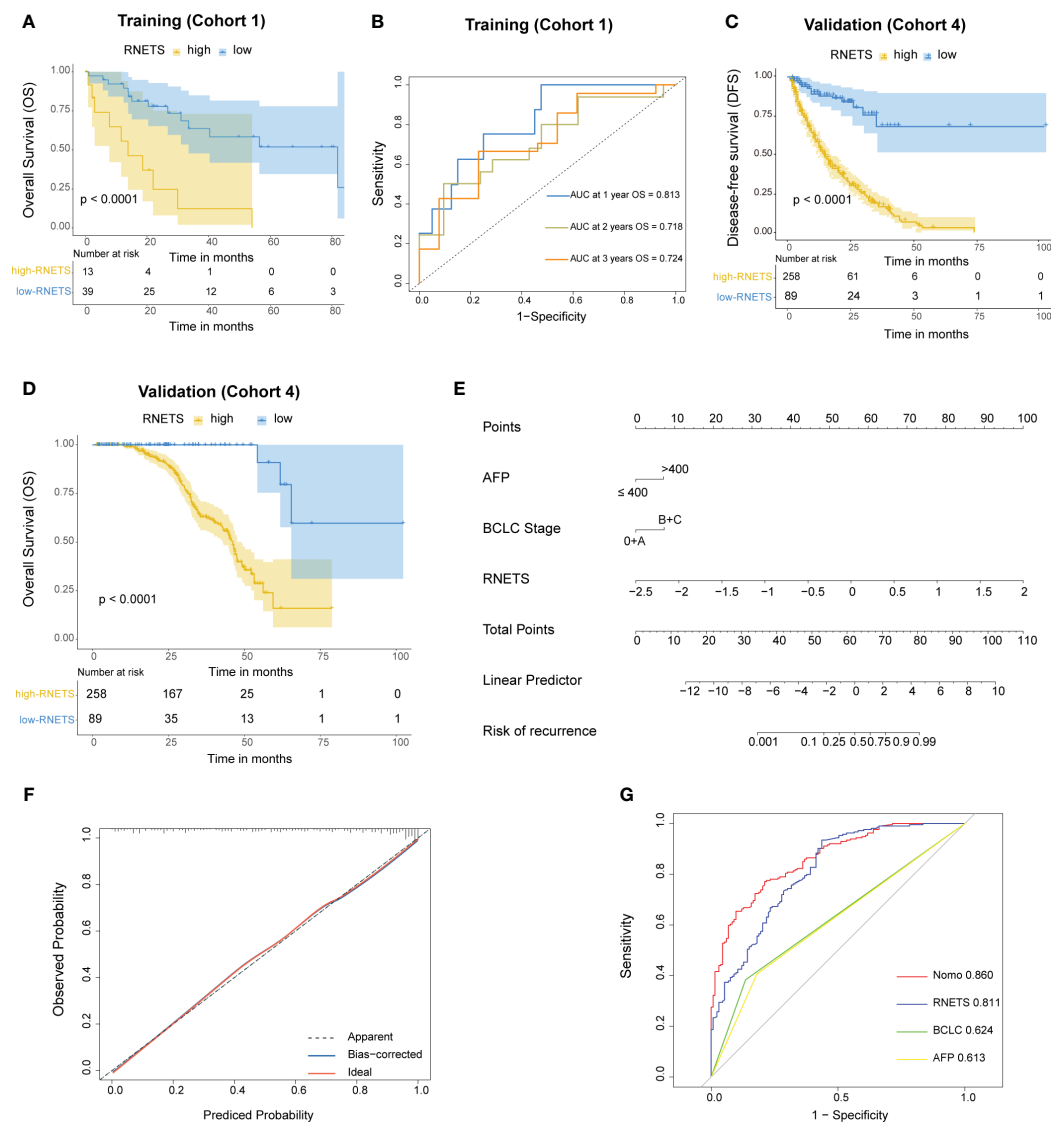 A
Training (Cohort 1)
RNETS high low
Overall Survival (OS)
1.00
0.75
0.50
0.25
0.00
p < 0.0001
0 20 40 60 80
Number at risk
Time in months
high-RNETS 13 4 1 0 0
low-RNETS 39 25 12 6 3
0 20 40 60 80
Time in months
B
Training (Cohort 1)
Sensitivity
1.0
0.8
0.6
0.4
0.2
0.0
AUC at 1 year OS = 0.813
AUC at 2 years OS = 0.718
AUC at 3 years OS = 0.724
0.0 0.2 0.4 0.6 0.8 1.0
1−Specificity
C
Validation (Cohort 4)
RNETS high low
Disease-free survival (DFS)
1.00
0.75
0.50
0.25
0.00
p < 0.0001
0 25 50 75 100
Number at risk
Time in months
high-RNETS 258 61 6 0 0
low-RNETS 89 24 3 1 1
0 25 50 75 100
Time in months
D
Validation (Cohort 4)
RNETS high low
Overall Survival (OS)
1.00
0.75
0.50
0.25
0.00
p < 0.0001
0 25 50 75 100
Number at risk
Time in months
high-RNETS 258 167 25 1 0
low-RNETS 89 35 13 1 1
0 25 50 75 100
Time in months
E
Points
0 10 20 30 40 50 60 70 80 90 100
AFP
>400
≤ 400
BCLC Stage
B+C
0+A
RNETS
−2.5 −2 −1.5 −1 −0.5 0 0.5 1 1.5 2
Total Points
0 10 20 30 40 50 60 70 80 90 100 110
Linear Predictor
−12 −10 −8 −6 −4 −2 0 2 4 6 8 10
Risk of recurrence
0.001 0.1 0.25 0.50 0.75 0.9 0.99
F
Observed Probability
1.0
0.8
0.6
0.4
0.2
0.0
Apparent
Bias−corrected
Ideal
0.0 0.2 0.4 0.6 0.8 1.0
Prediced Probability
G
Sensitivity
1.0
0.8
0.6
0.4
0.2
0.0
Nomo 0.860
RNETS 0.811
BCLC 0.624
AFP 0.613
0.0 0.5 1.0
1 − Specificity